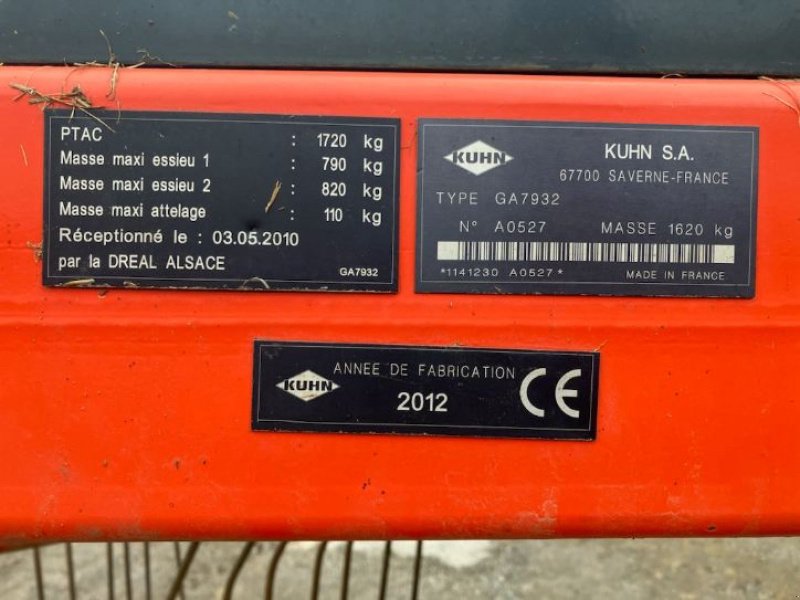 PTAC : 1720 kg
Masse maxi essieu 1 : 790 kg
Masse maxi essieu 2 : 820 kg
Masse maxi attelage : 110 kg
Réceptionné le : 03.05.2010
par la DREAL ALSACE GA7932
KUHN KUHN S.A.
67700 SAVERNE-FRANCE
TYPE GA7932
N° A0527 MASSE 1620 kg
*1141230 A0527* MADE IN FRANCE
KUHN ANNEE DE FABRICATION
2012 CE